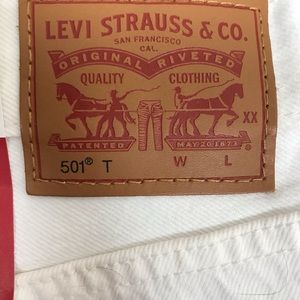 LEVI STRAUSS & CO.
SAN FRANCISCO
CAL.
ORIGINAL RIVETED
QUALITY CLOTHING
XX
PATENTED MAY 20 1873
501® T W L